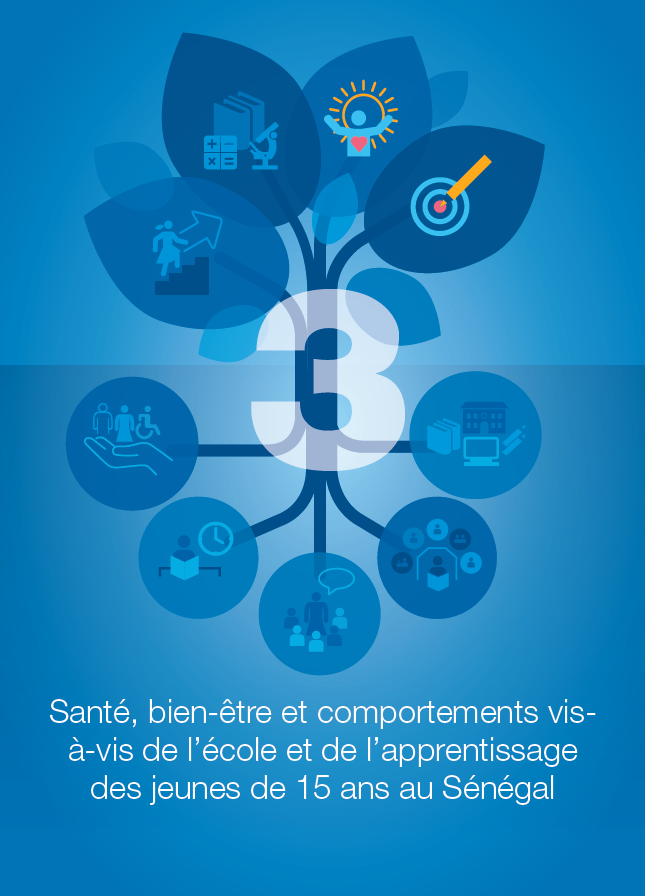 3
Santé, bien-être et comportements vis-
à-vis de l’école et de l’apprentissage
des jeunes de 15 ans au Sénégal